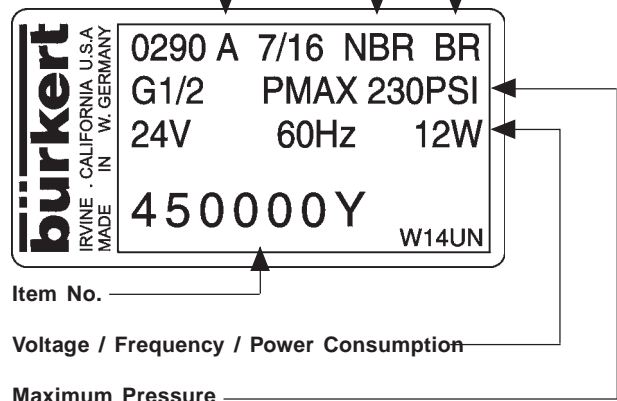 bürkert
IRVINE . CALIFORNIA U.S.A
MADE IN W. GERMANY
0290 A 7/16 NBR BR
G1/2 PMAX 230PSI
24V 60Hz 12W
450000Y
W14UN
Item No.
Voltage / Frequency / Power Consumption
Maximum Pressure